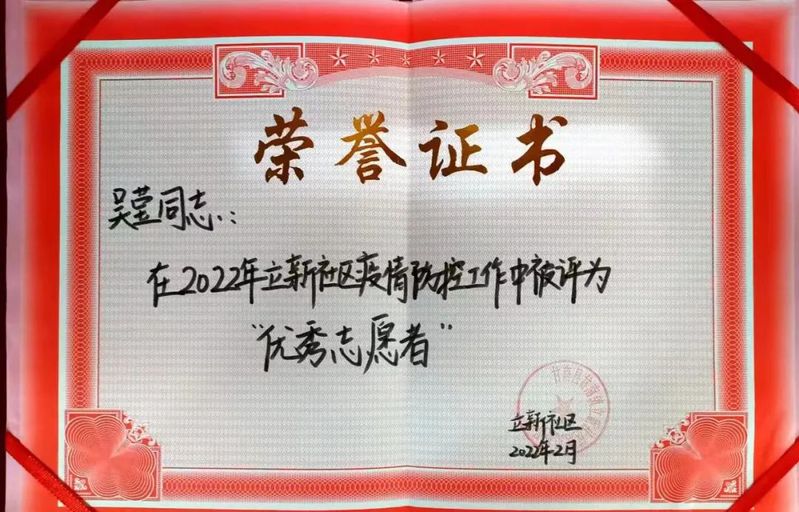 荣誉证书
吴莹同志：
在2022年立新社区疫情防控工作中被评为
“优秀志愿者”
立新社区
2022年2月